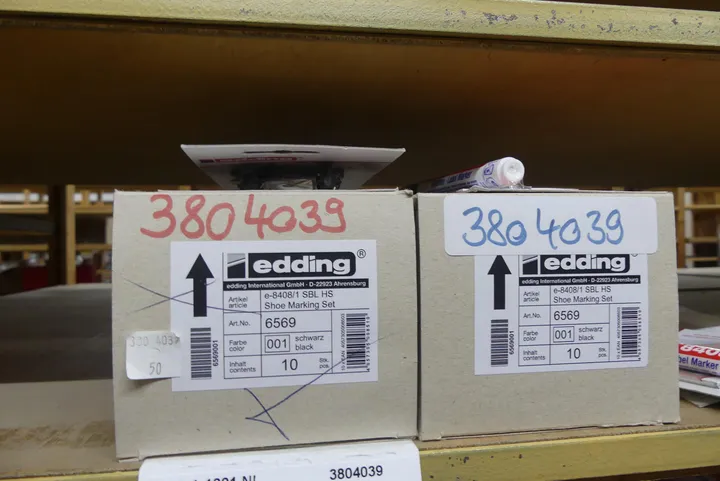 edding
3804039
edding®
edding International GmbH · D-22923 Ahrensburg
Artikel
article
e-8408/1 SBL HS
Shoe Marking Set
Art.No.
6569
Farbe
color
001
schwarz
black
Inhalt
contents
10
Stk.
pcs.
6569001
50
3804039
edding
edding International GmbH · D-22923 Ahrensburg
Artikel
article
e-8408/1 SBL HS
Shoe Marking Set
Art.No.
6569
Farbe
color
001
schwarz
black
Inhalt
contents
10
Stk.
pcs.
6569001
3804039